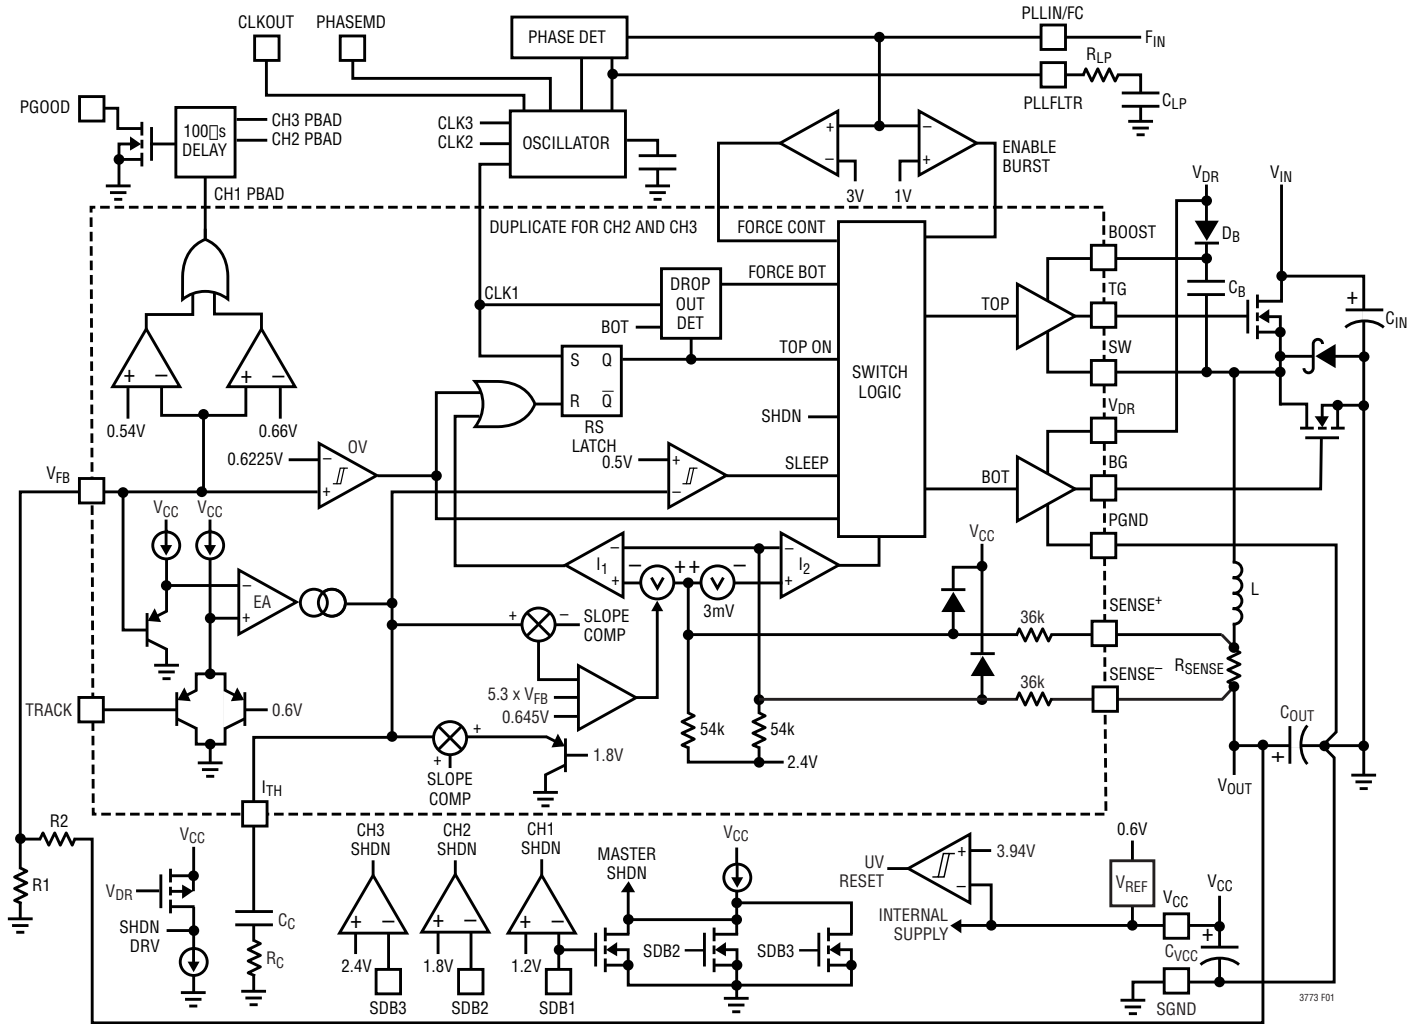 CLKOUT
PHASEMD
PHASE DET
PLLIN/FC
FIN
RLP
PLLFLTR
CLP
PGOOD
100▯s
DELAY
CH3 PBAD
CH2 PBAD
CLK3
CLK2
OSCILLATOR
+
−
−
+
ENABLE
BURST
3V
1V
CH1 PBAD
DUPLICATE FOR CH2 AND CH3
FORCE CONT
VDR
VIN
BOOST
DB
CLK1
DROP
OUT
DET
FORCE BOT
TG
CB
+
CIN
BOT
TOP
SW
S Q
R Q̅
RS
LATCH
TOP ON
SWITCH
LOGIC
+ −
+ −
0.54V
0.66V
SHDN
VDR
OV
0.6225V
−
+
0.5V
+
−
SLEEP
BOT
BG
VFB
VCC
VCC
PGND
VCC
I1
−
+
− + + −
3mV
−
+
I2
EA
−
+
L
+ −
SLOPE
COMP
36k
SENSE+
RSENSE
5.3 x VFB
0.645V
36k
SENSE−
TRACK
0.6V
54k
54k
2.4V
COUT
+
+
+
1.8V
SLOPE
COMP
VOUT
ITH
R2
R1
VCC
VDR
SHDN
DRV
CC
RC
CH3
SHDN
CH2
SHDN
CH1
SHDN
+ −
+ −
+ −
2.4V
1.8V
1.2V
SDB3
SDB2
SDB1
MASTER
SHDN
VCC
SDB2
SDB3
UV
RESET
+
−
3.94V
INTERNAL
SUPPLY
0.6V
VREF
VCC
VCC
+
CVCC
SGND
3773 F01